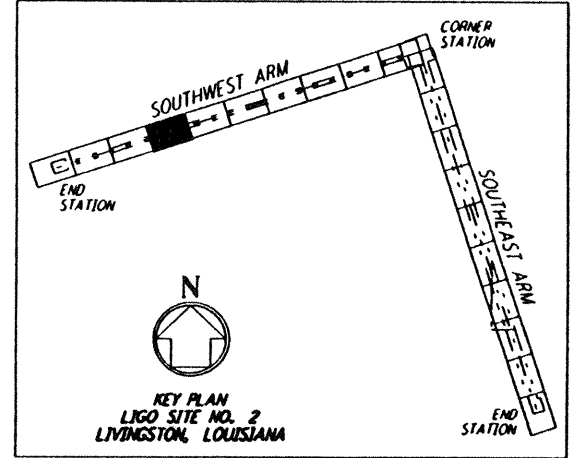 CORNER
STATION
SOUTHWEST ARM
END
STATION
SOUTHEAST ARM
N
KEY PLAN
LIGO SITE NO. 2
LIVINGSTON, LOUISIANA
END
STATION